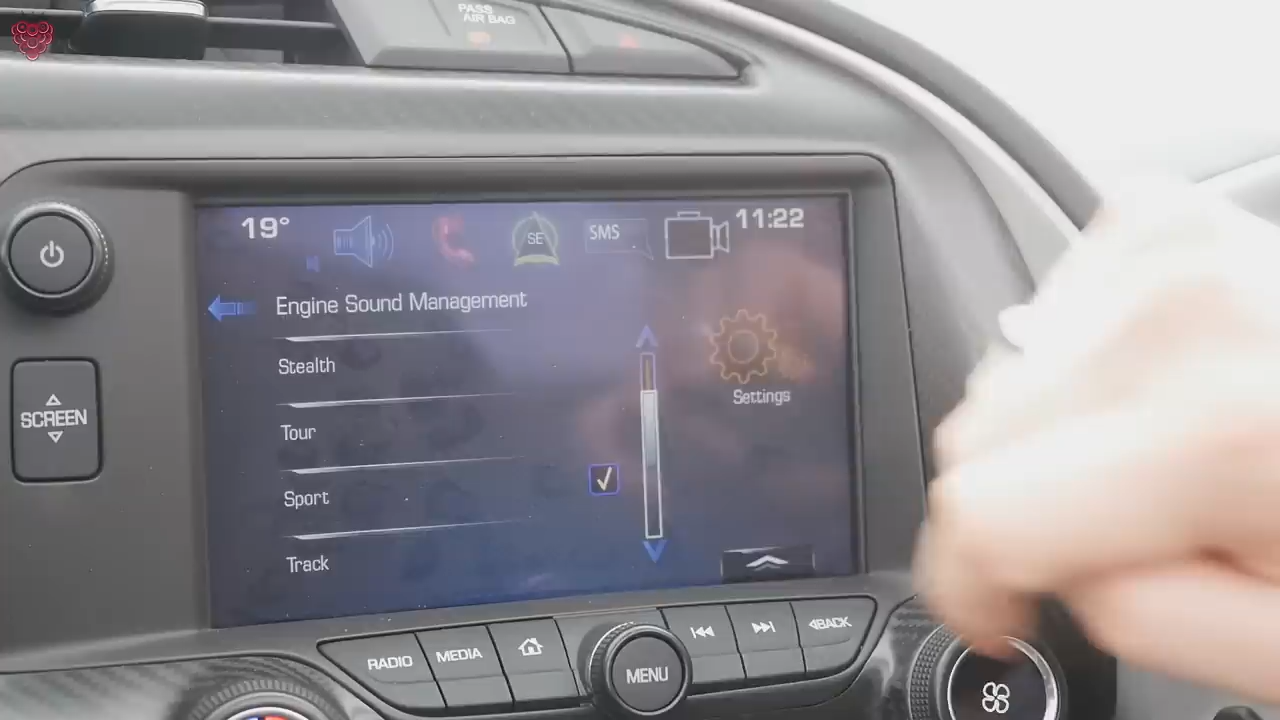 PASS
AIR BAG
19°
SE
SMS
11:22
Engine Sound Management
Stealth
Settings
SCREEN
Tour
Sport
Track
RADIO
MEDIA
MENU
BACK